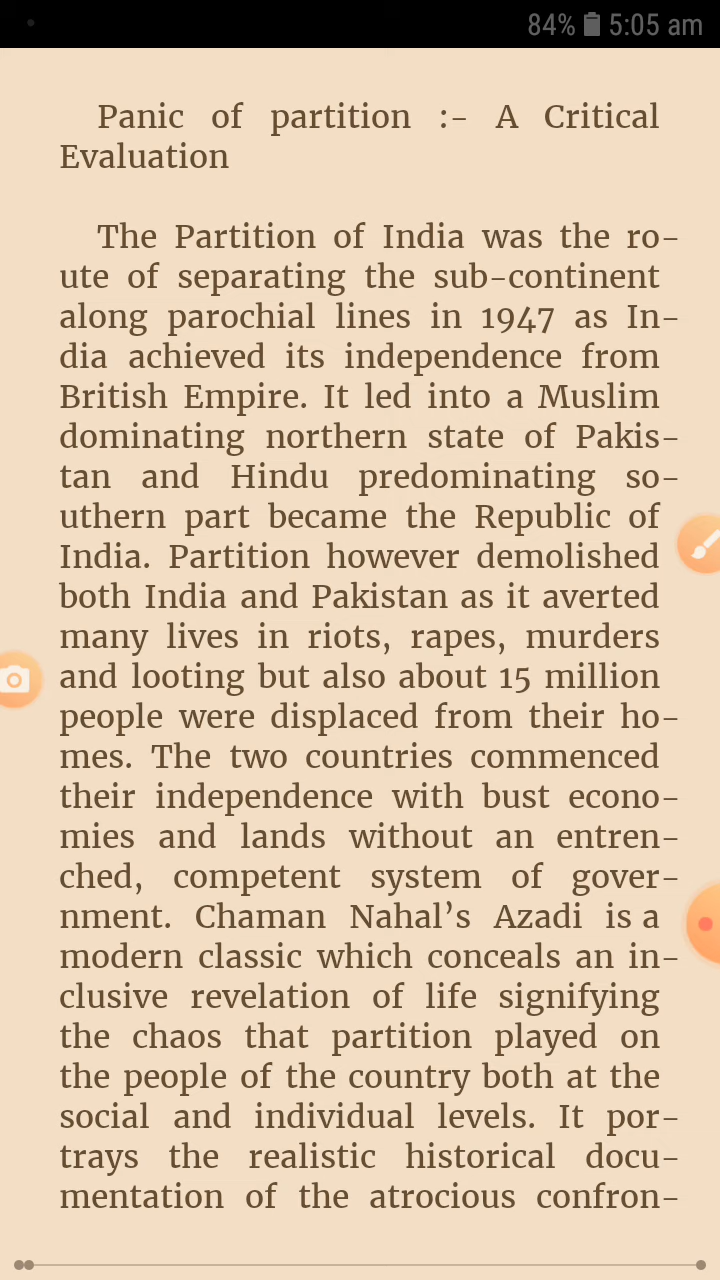 84% 5:05 am
Panic of partition :- A Critical
Evaluation
The Partition of India was the ro-
ute of separating the sub-continent
along parochial lines in 1947 as In-
dia achieved its independence from
British Empire. It led into a Muslim
dominating northern state of Pakis-
tan and Hindu predominating so-
uthern part became the Republic of
India. Partition however demolished
both India and Pakistan as it averted
many lives in riots, rapes, murders
and looting but also about 15 million
people were displaced from their ho-
mes. The two countries commenced
their independence with bust econo-
mies and lands without an entren-
ched, competent system of gover-
nment. Chaman Nahal’s Azadi is a
modern classic which conceals an in-
clusive revelation of life signifying
the chaos that partition played on
the people of the country both at the
social and individual levels. It por-
trays the realistic historical docu-
mentation of the atrocious confron-